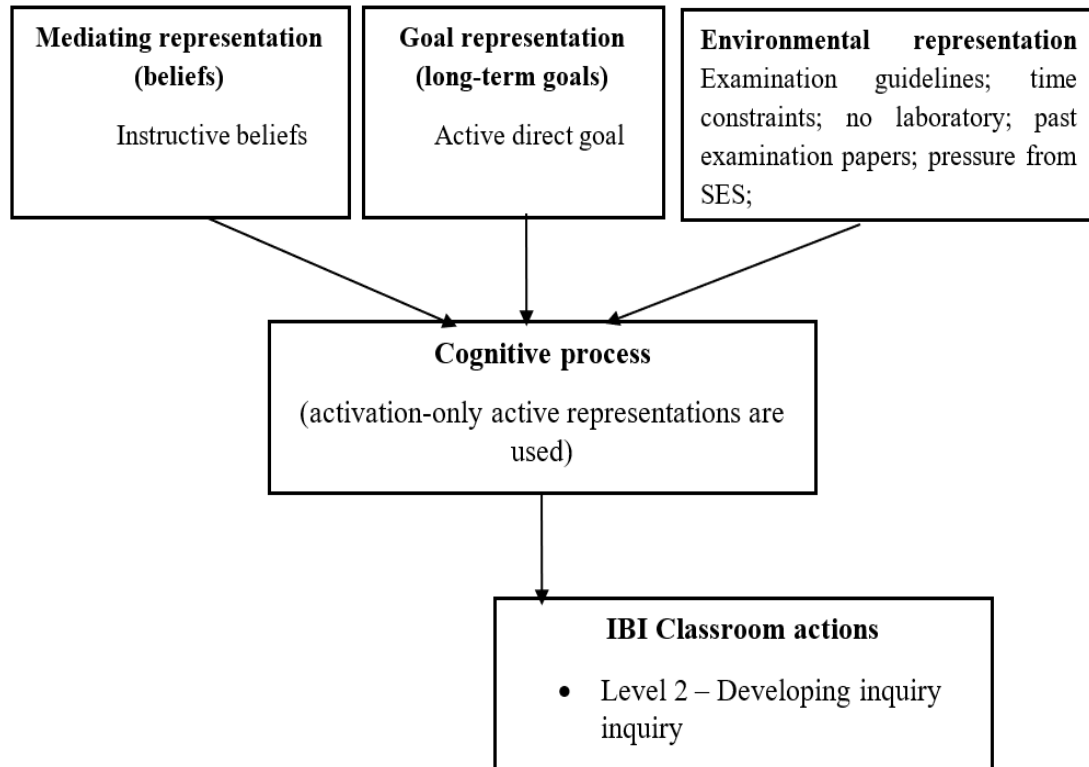 Mediating representation
(beliefs)
Instructive beliefs
Goal representation
(long-term goals)
Active direct goal
Environmental representation
Examination guidelines; time
constraints; no laboratory; past
examination papers; pressure from
SES;
Cognitive process
(activation-only active representations are
used)
IBI Classroom actions
• Level 2 – Developing inquiry
inquiry